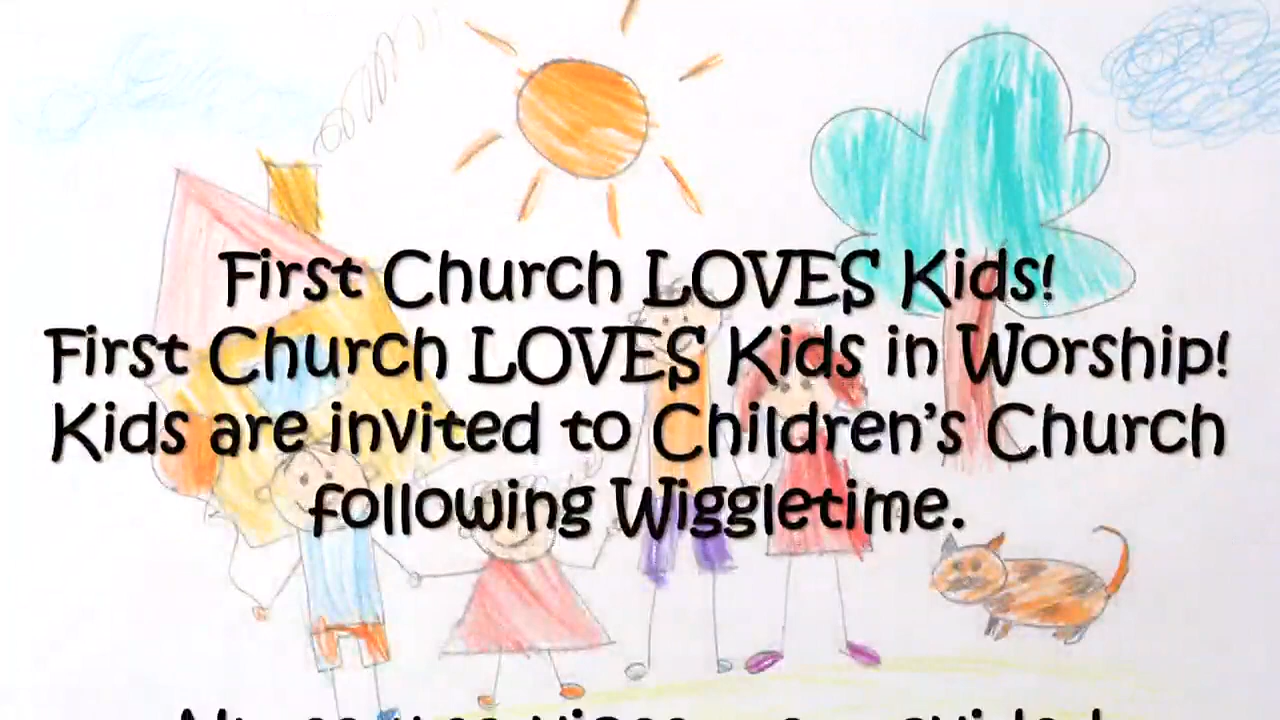 First Church LOVES Kids!
First Church LOVES Kids in Worship!
Kids are invited to Children's Church
following Wiggletime.